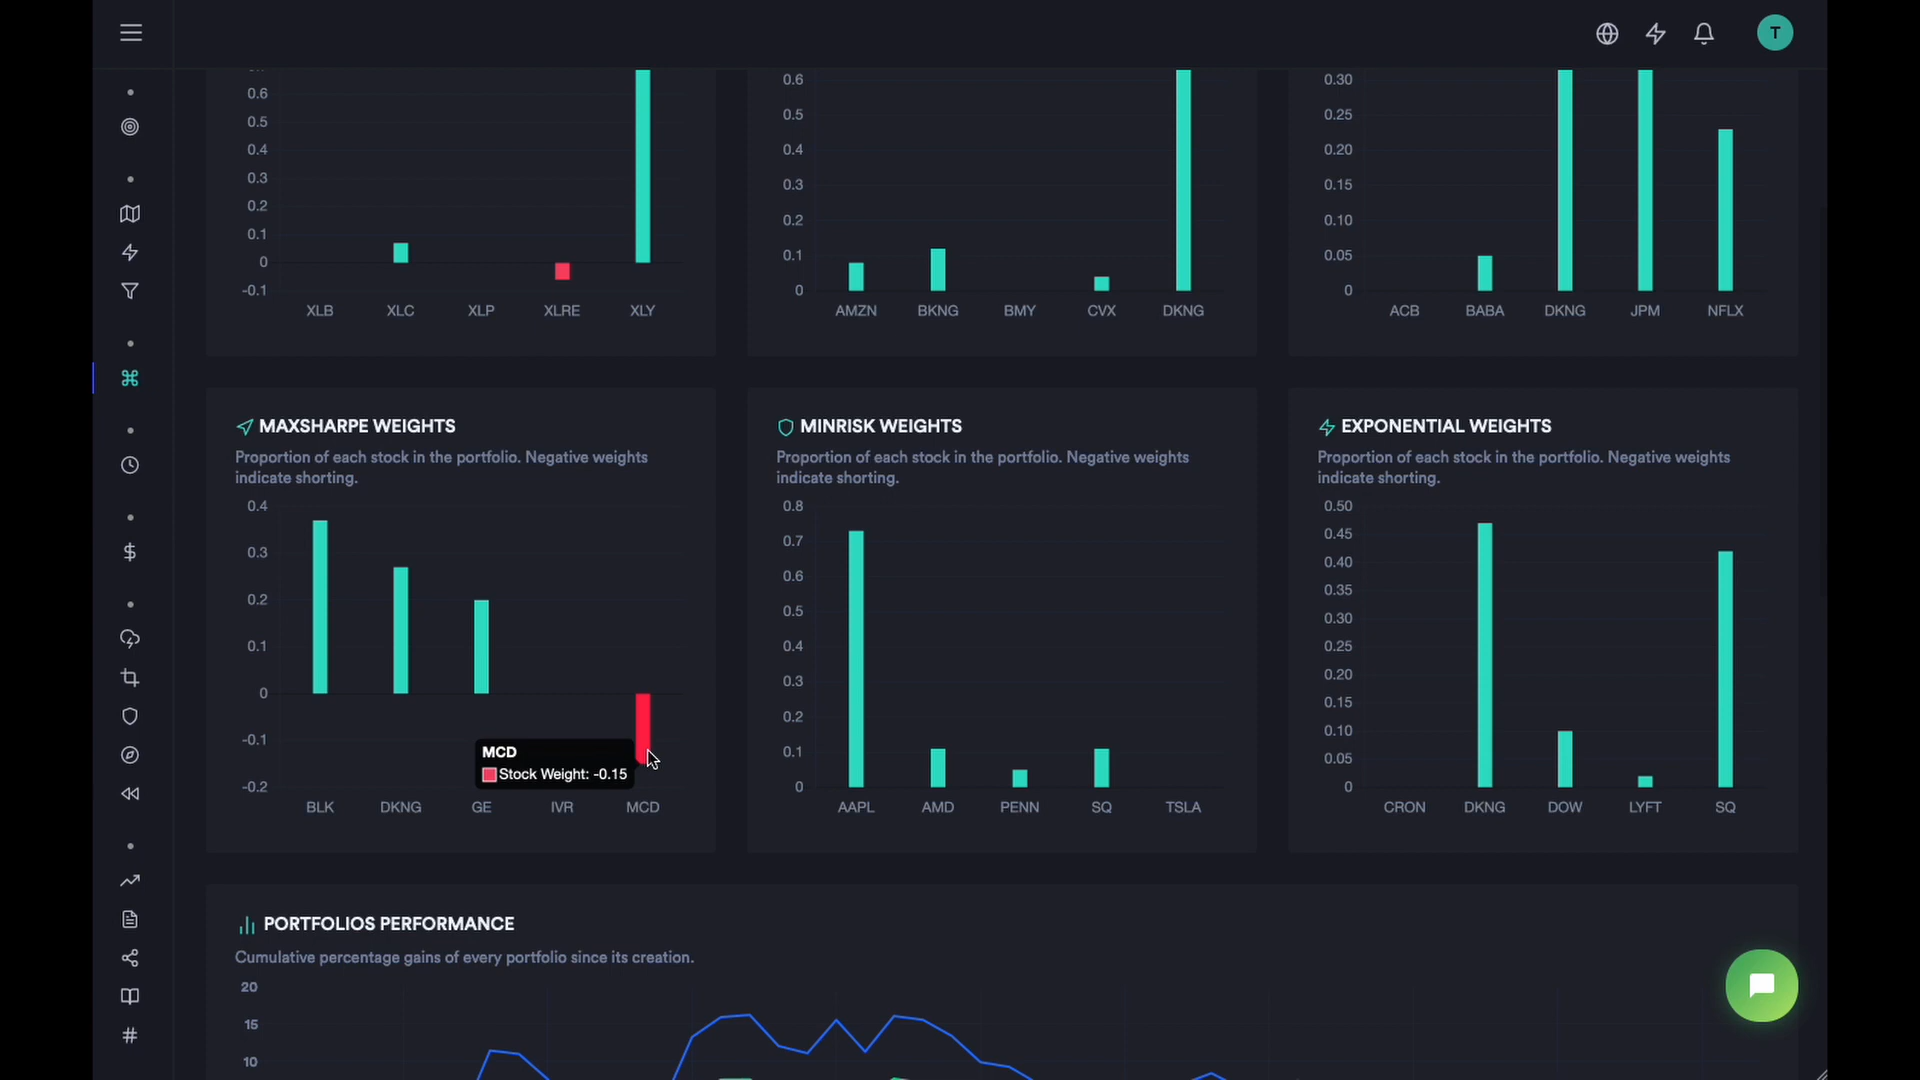 T
0.6
0.5
0.4
0.3
0.2
0.1
0
-0.1
XLB XLC XLP XLRE XLY
0.6
0.5
0.4
0.3
0.2
0.1
0
AMZN BKNG BMY CVX DKNG
0.30
0.25
0.20
0.15
0.10
0.05
0
ACB BABA DKNG JPM NFLX
MAXSHARPE WEIGHTS
Proportion of each stock in the portfolio. Negative weights
indicate shorting.
0.4
0.3
0.2
0.1
0
-0.1
-0.2
MCD
Stock Weight: -0.15
BLK DKNG GE IVR MCD
MINRISK WEIGHTS
Proportion of each stock in the portfolio. Negative weights
indicate shorting.
0.8
0.7
0.6
0.5
0.4
0.3
0.2
0.1
0
AAPL AMD PENN SQ TSLA
EXPONENTIAL WEIGHTS
Proportion of each stock in the portfolio. Negative weights
indicate shorting.
0.50
0.45
0.40
0.35
0.30
0.25
0.20
0.15
0.10
0.05
0
CRON DKNG DOW LYFT SQ
PORTFOLIOS PERFORMANCE
Cumulative percentage gains of every portfolio since its creation.
20
15
10